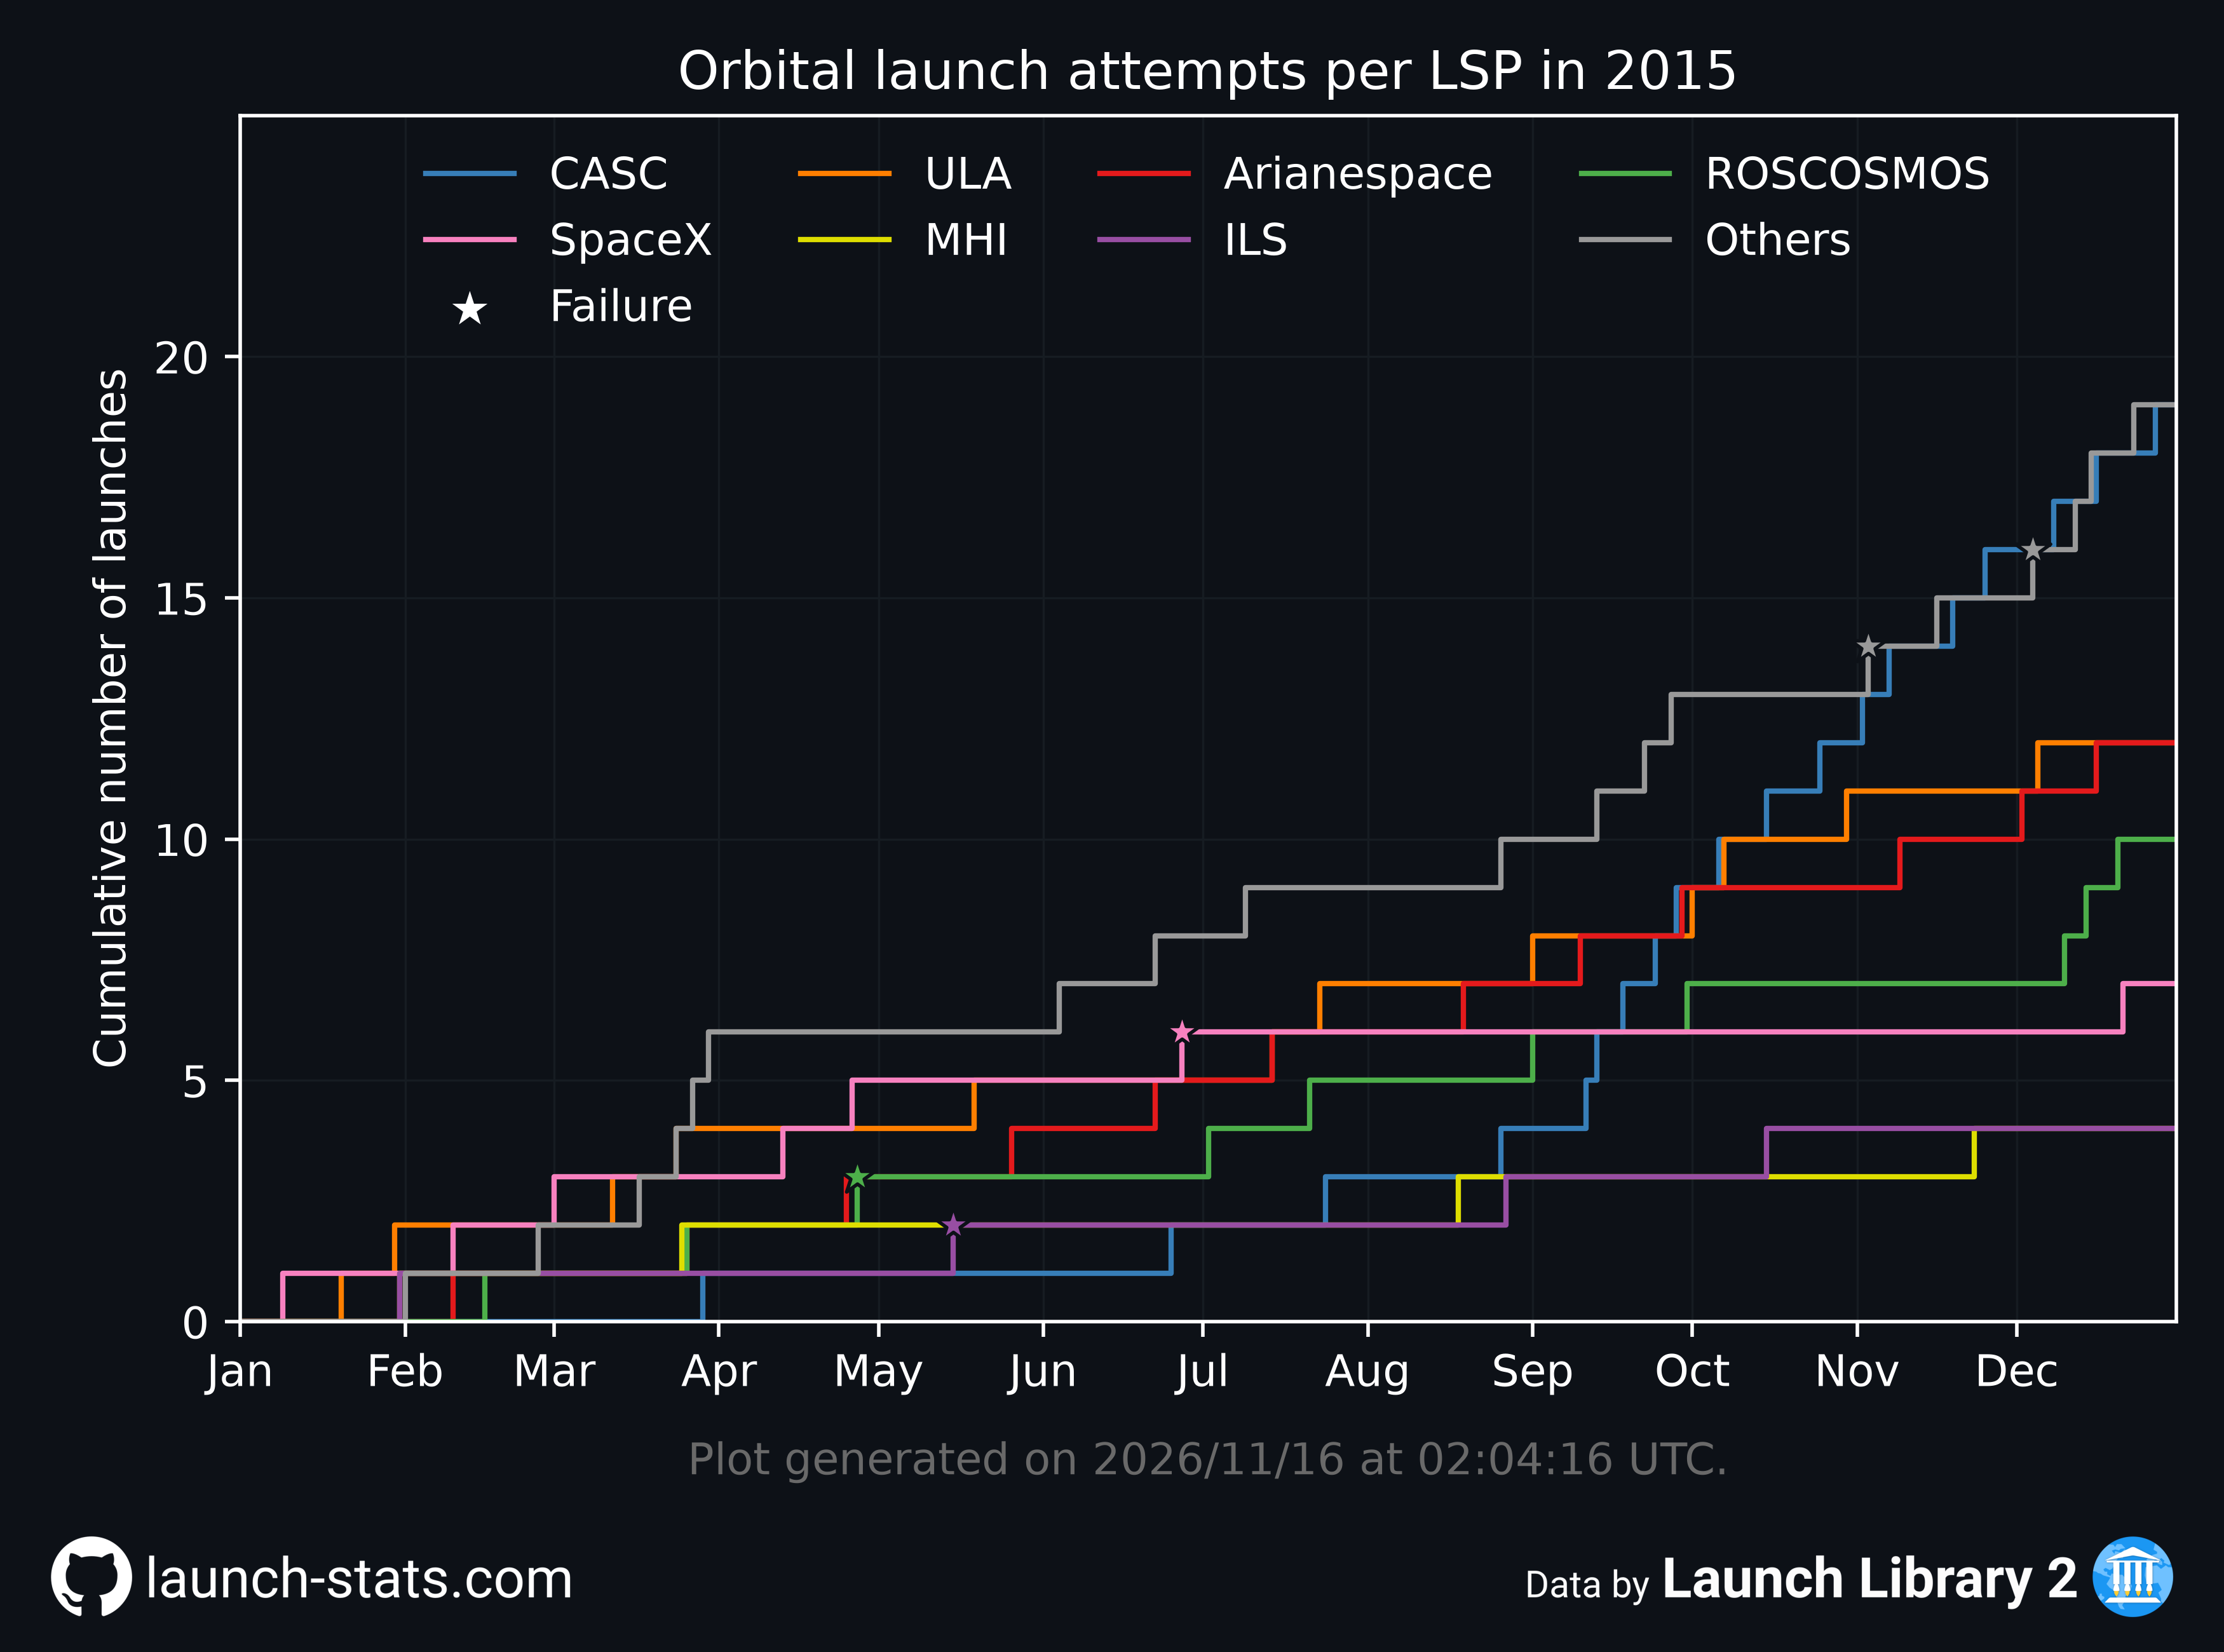 Orbital launch attempts per LSP in 2015
CASC
ULA
Arianespace
ROSCOSMOS
SpaceX
MHI
ILS
Others
Failure
Cumulative number of launches
20
15
10
5
0
Jan Feb Mar Apr May Jun Jul Aug Sep Oct Nov Dec
Plot generated on 2026/11/16 at 02:04:16 UTC.
launch-stats.com
Data by Launch Library 2